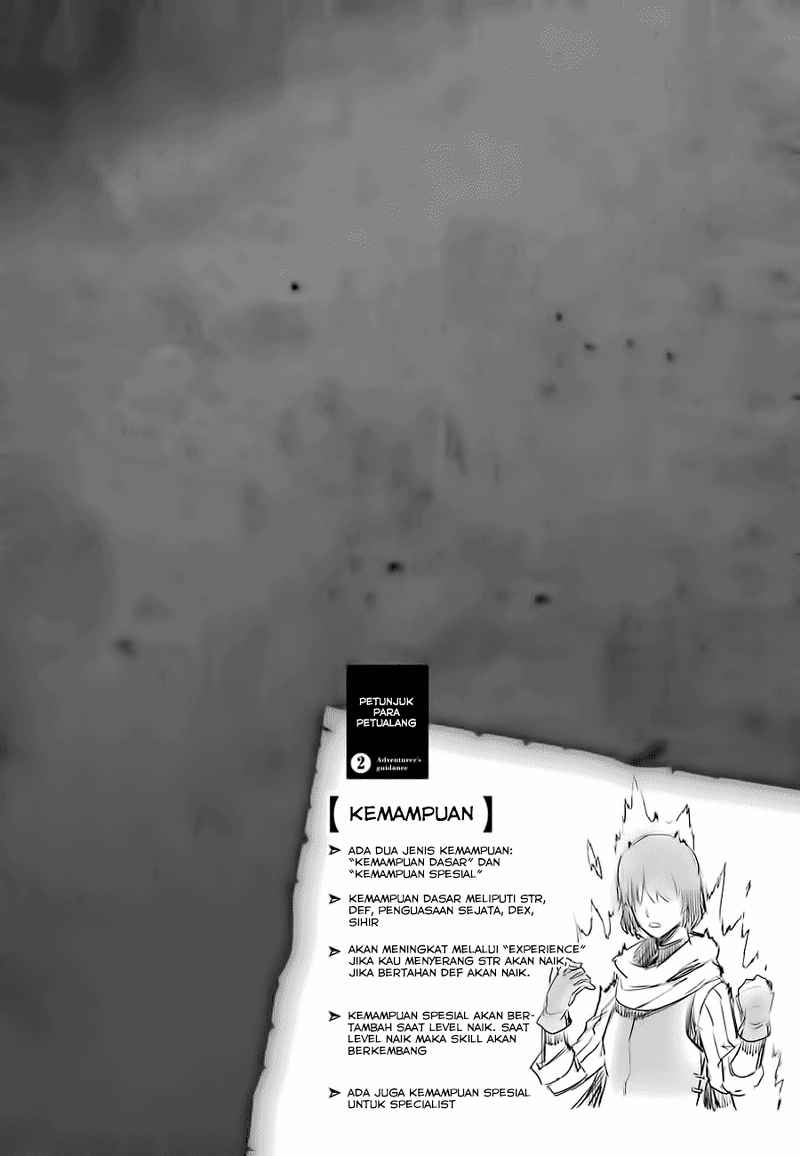 PETUNJUK
PARA
PETUALANG
2 Adventurer's
guidance
【 KEMAMPUAN 】
➢ ADA DUA JENIS KEMAMPUAN:
"KEMAMPUAN DASAR" DAN
"KEMAMPUAN SPESIAL"
➢ KEMAMPUAN DASAR MELIPUTI STR,
DEF, PENGUASAAN SEJATA, DEX,
SIHIR
➢ AKAN MENINGKAT MELALUI "EXPERIENCE"
JIKA KAU MENYERANG STR AKAN NAIK,
JIKA BERTAHAN DEF AKAN NAIK.
➢ KEMAMPUAN SPESIAL AKAN BER-
TAMBAH SAAT LEVEL NAIK. SAAT
LEVEL NAIK MAKA SKILL AKAN
BERKEMBANG
➢ ADA JUGA KEMAMPUAN SPESIAL
UNTUK SPECIALIST